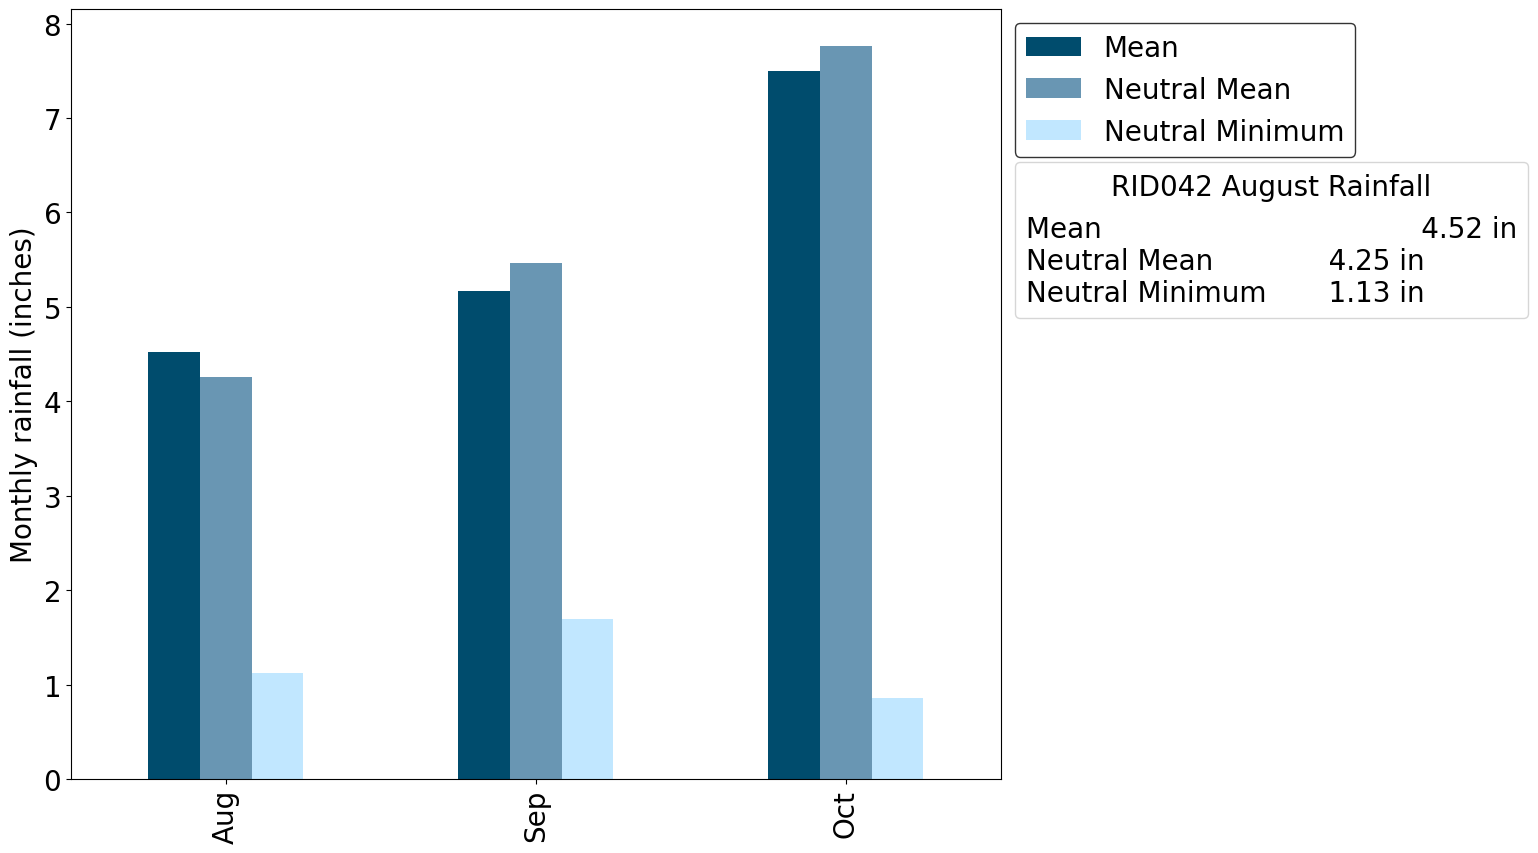 8
7
6
5
4
3
2
1
0
Monthly rainfall (inches)
Aug
Sep
Oct
Mean
Neutral Mean
Neutral Minimum
RID042 August Rainfall
Mean 4.52 in
Neutral Mean 4.25 in
Neutral Minimum 1.13 in